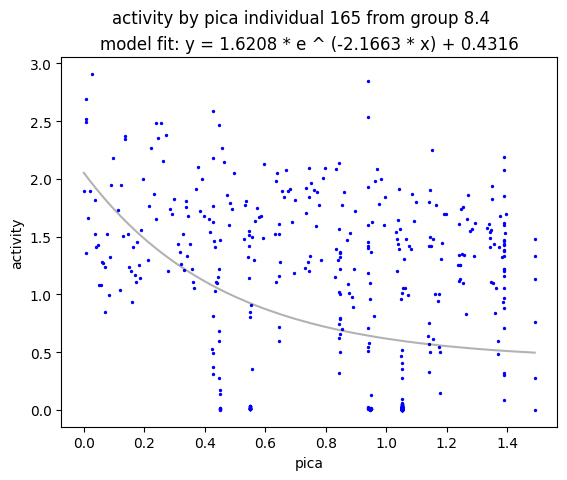 activity by pica individual 165 from group 8.4
model fit: y = 1.6208 * e ^ (-2.1663 * x) + 0.4316
3.0
2.5
2.0
1.5
1.0
0.5
0.0
activity
0.0 0.2 0.4 0.6 0.8 1.0 1.2 1.4
pica